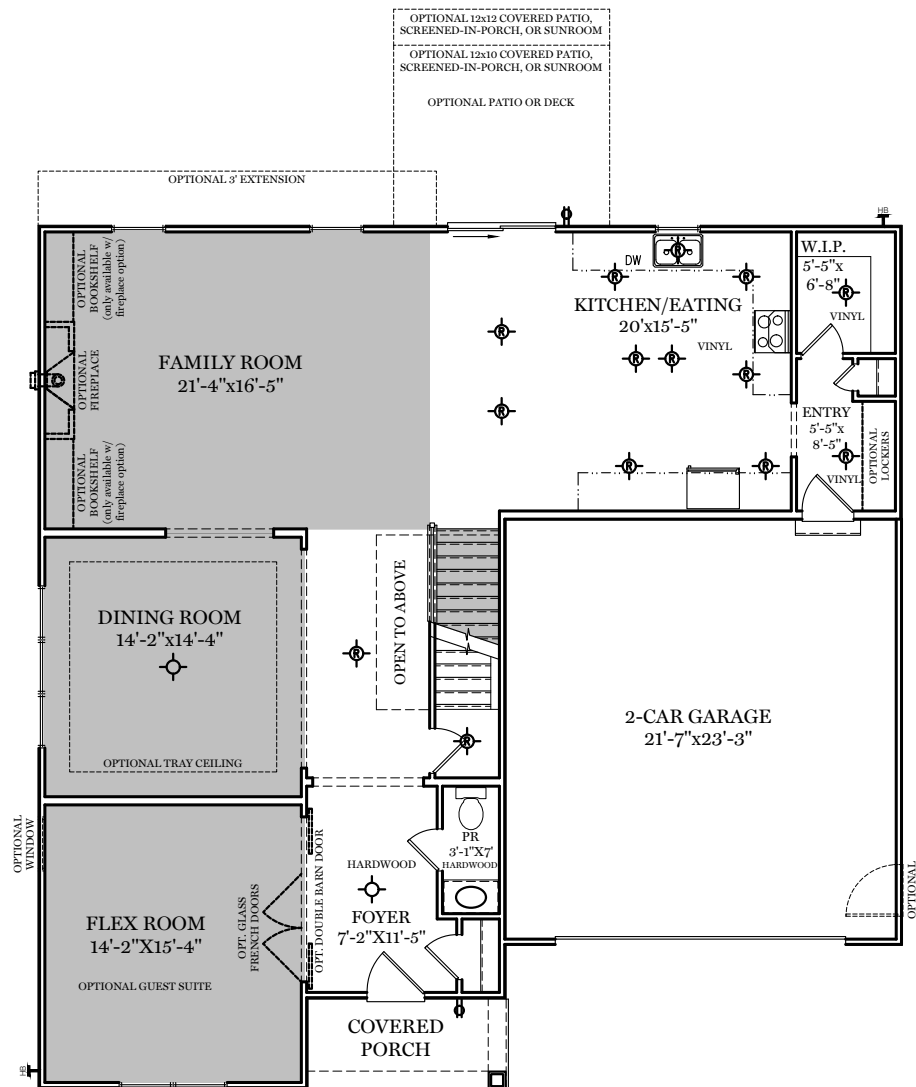 OPTIONAL 12x12 COVERED PATIO,
SCREENED-IN-PORCH, OR SUNROOM
OPTIONAL 12x10 COVERED PATIO,
SCREENED-IN-PORCH, OR SUNROOM
OPTIONAL PATIO OR DECK
OPTIONAL 3' EXTENSION
HB
OPTIONAL
BOOKSHELF
(only available w/
fireplace option)
OPTIONAL
FIREPLACE
OPTIONAL
BOOKSHELF
(only available w/
fireplace option)
FAMILY ROOM
21'-4"x16'-5"
DW
R
R
R
KITCHEN/EATING
20'x15'-5"
VINYL
R
R
R
R
R
R
R
W.I.P.
5'-5"x
6'-8"
R
VINYL
ENTRY
5'-5"x
8'-5"
R
VINYL
OPTIONAL
LOCKERS
DINING ROOM
14'-2"x14'-4"
OPTIONAL TRAY CEILING
R
OPEN TO ABOVE
R
2-CAR GARAGE
21'-7"x23'-3"
OPTIONAL
OPTIONAL
WINDOW
FLEX ROOM
14'-2"X15'-4"
OPTIONAL GUEST SUITE
OPT. GLASS
FRENCH DOORS
OPT. DOUBLE BARN DOOR
HARDWOOD
FOYER
7'-2"X11'-5"
PR
3'-1"X7'
HARDWOOD
COVERED
PORCH
HB